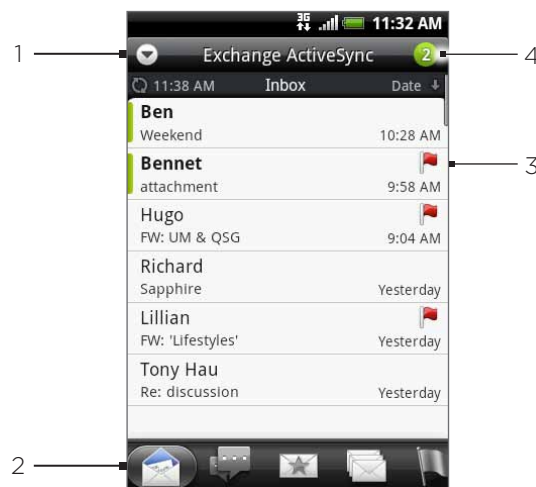 3G 11:32 AM
1 Exchange ActiveSync 2 4
11:38 AM Inbox Date
Ben
Weekend 10:28 AM
Bennet 3
attachment 9:58 AM
Hugo
FW: UM & QSG 9:04 AM
Richard
Sapphire Yesterday
Lillian
FW: 'Lifestyles' Yesterday
Tony Hau
Re: discussion Yesterday
2